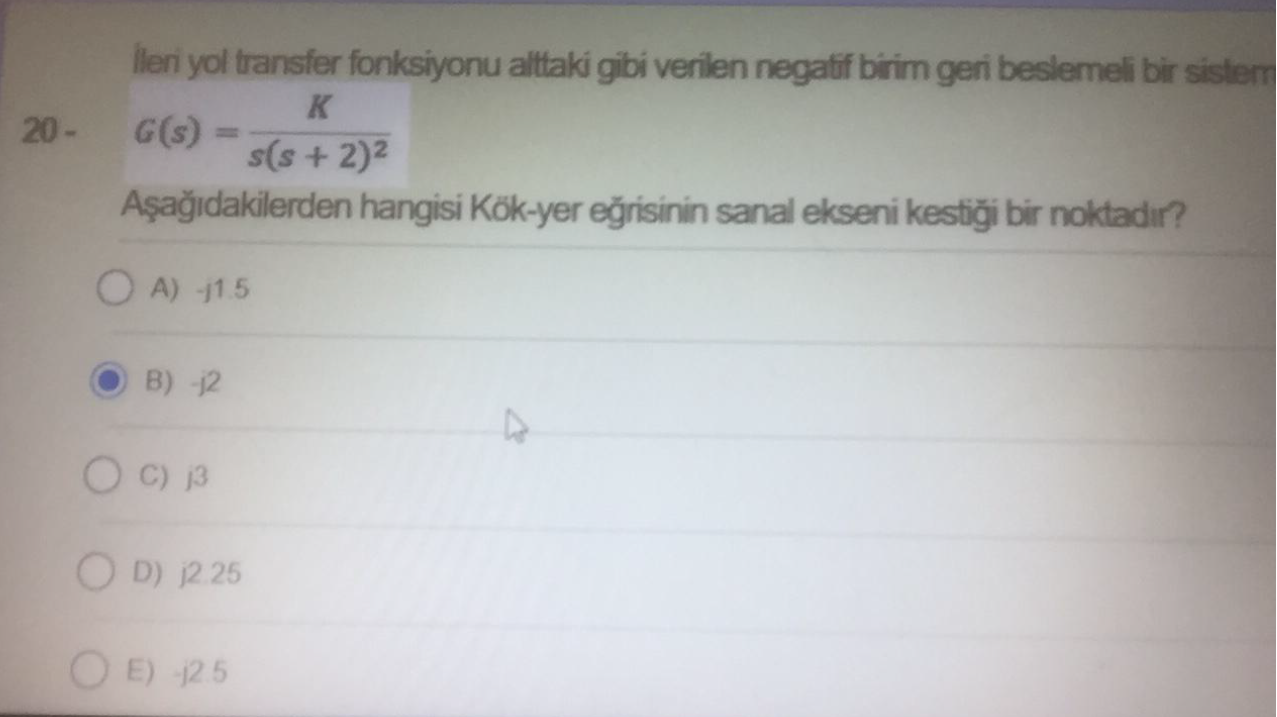 İleri yol transfer fonksiyonu alttaki gibi verilen negatif birim geri beslemeli bir sistem
20 - G(s) = K / s(s + 2)²
Aşağıdakilerden hangisi Kök-yer eğrisinin sanal ekseni kestiği bir noktadır?
A) -j1.5
B) -j2
C) j3
D) j2.25
E) -j2.5